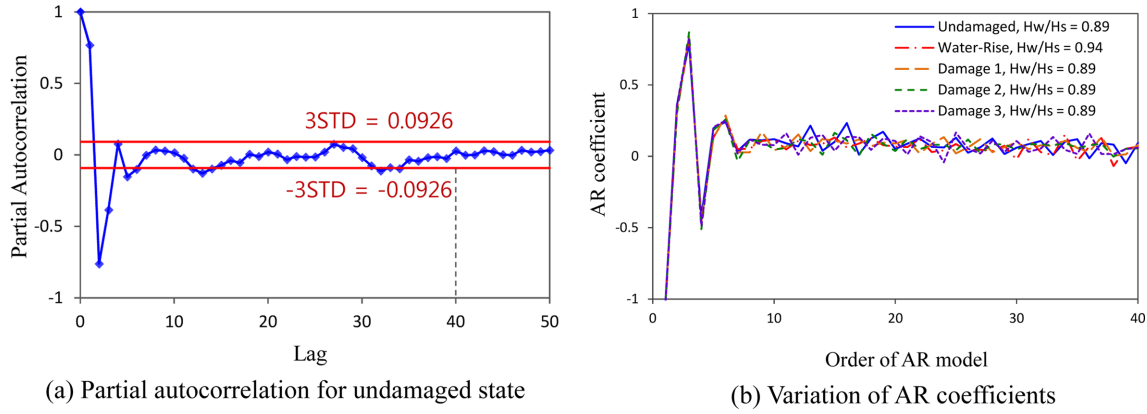 1
0.5
0
-0.5
-1
Partial Autocorrelation
3STD = 0.0926
-3STD = -0.0926
0 10 20 30 40 50
Lag
(a) Partial autocorrelation for undamaged state
1
0.5
0
-0.5
-1
AR coefficient
Undamaged, Hw/Hs = 0.89
Water-Rise, Hw/Hs = 0.94
Damage 1, Hw/Hs = 0.89
Damage 2, Hw/Hs = 0.89
Damage 3, Hw/Hs = 0.89
0 10 20 30 40
Order of AR model
(b) Variation of AR coefficients